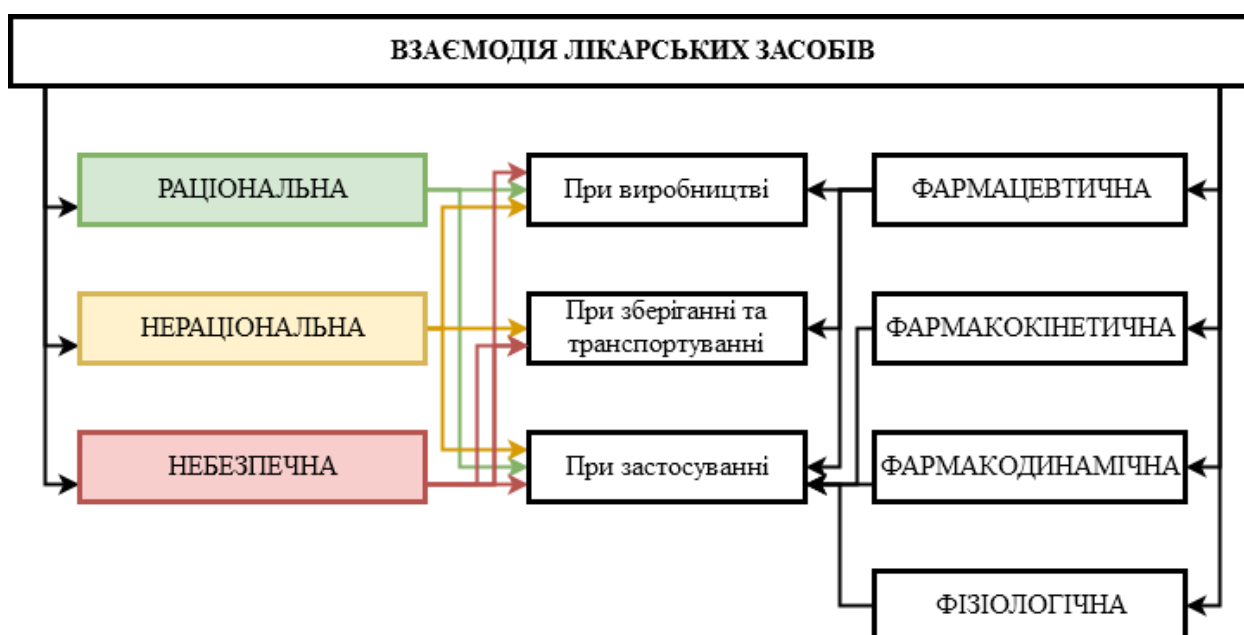 ВЗАЄМОДІЯ ЛІКАРСЬКИХ ЗАСОБІВ
РАЦІОНАЛЬНА
При виробництві
ФАРМАЦЕВТИЧНА
НЕРАЦІОНАЛЬНА
При зберіганні та
транспортуванні
ФАРМАКОКІНЕТИЧНА
НЕБЕЗПЕЧНА
При застосуванні
ФАРМАКОДИНАМІЧНА
ФІЗІОЛОГІЧНА